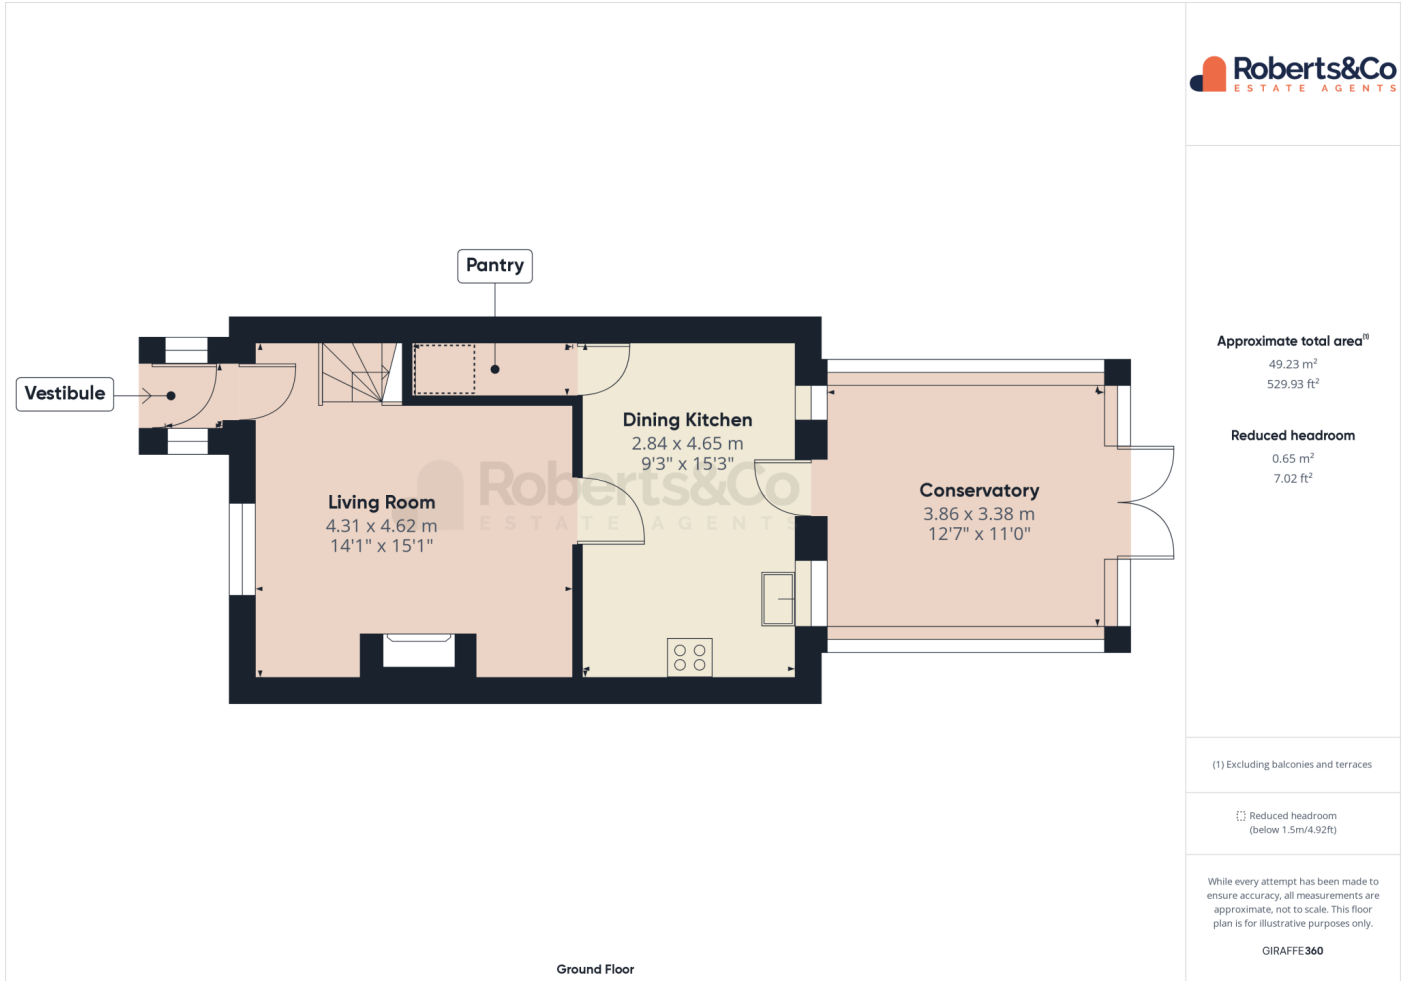 Roberts&Co
ESTATE AGENTS
Pantry
Vestibule
Dining Kitchen
2.84 x 4.65 m
9'3" x 15'3"
Roberts&Co
ESTATE AGENTS
Living Room
4.31 x 4.62 m
14'1" x 15'1"
Conservatory
3.86 x 3.38 m
12'7" x 11'0"
Approximate total area(1)
49.23 m²
529.93 ft²
Reduced headroom
0.65 m²
7.02 ft²
(1) Excluding balconies and terraces
Reduced headroom
(below 1.5m/4.92ft)
While every attempt has been made to
ensure accuracy, all measurements are
approximate, not to scale. This floor
plan is for illustrative purposes only.
GIRAFFE360
Ground Floor